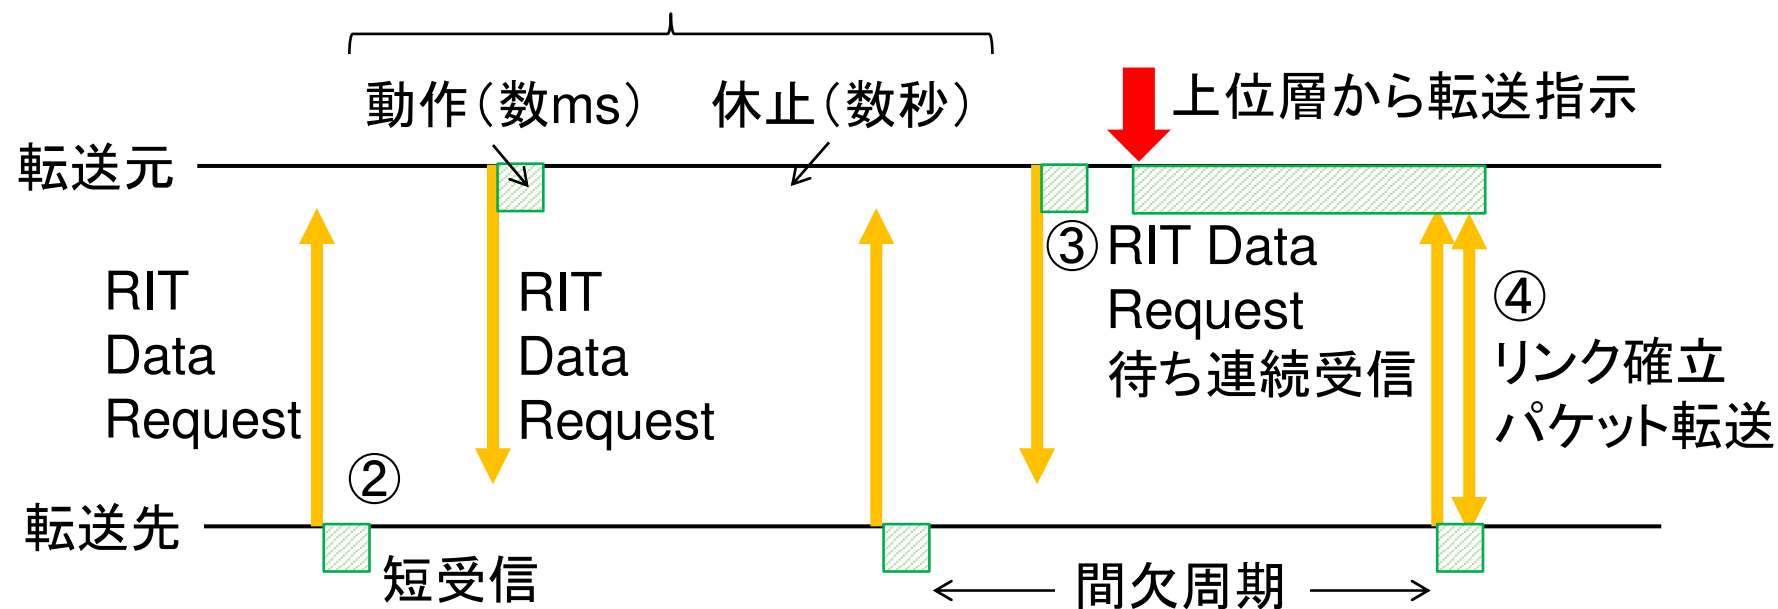 動作（数ms）
休止（数秒）
上位層から転送指示
転送元
RIT
Data
Request
②
RIT
Data
Request
③
RIT Data
Request
待ち連続受信
④
リンク確立
パケット転送
転送先
短受信
間欠周期